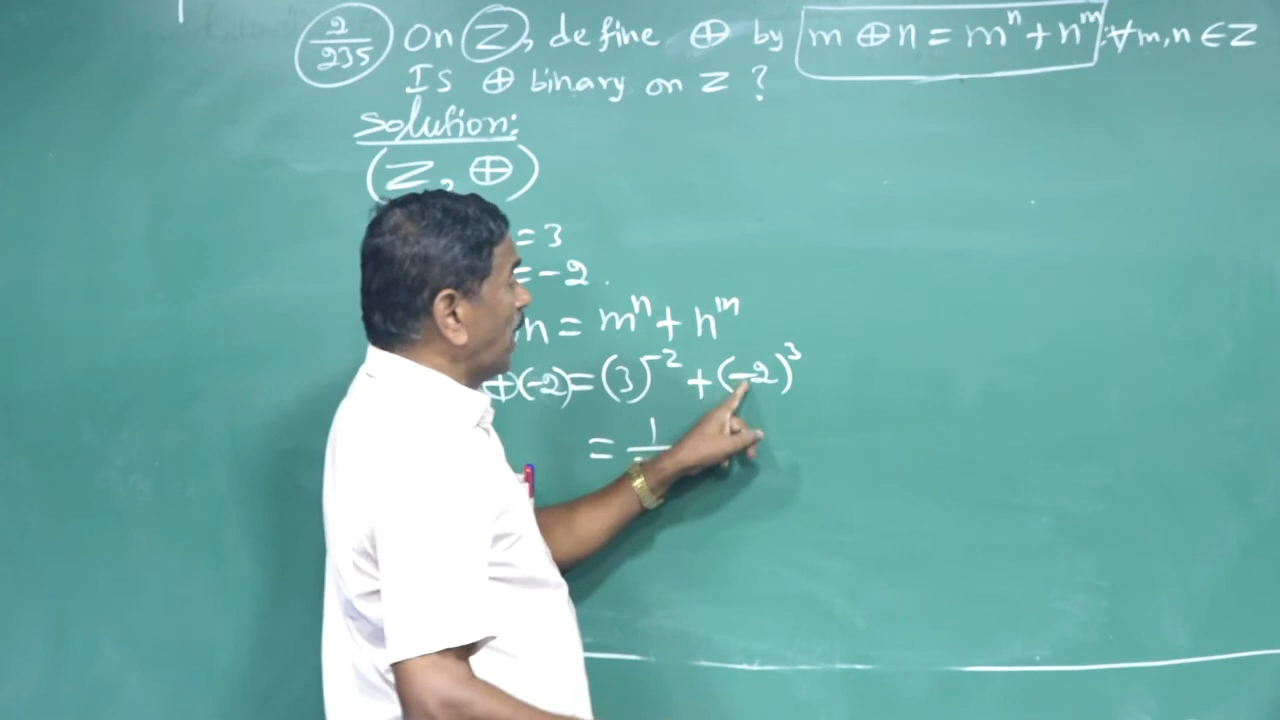 2/235 On Z, define ⊕ by m ⊕ n = m^n + n^m : ∀ m, n ∈ Z
Is ⊕ binary on Z ?
Solution:
(Z, ⊕)
= 3
= -2.
n = m^n + n^m
⊕(-2) = (3)^-2 + (-2)^3
= 1